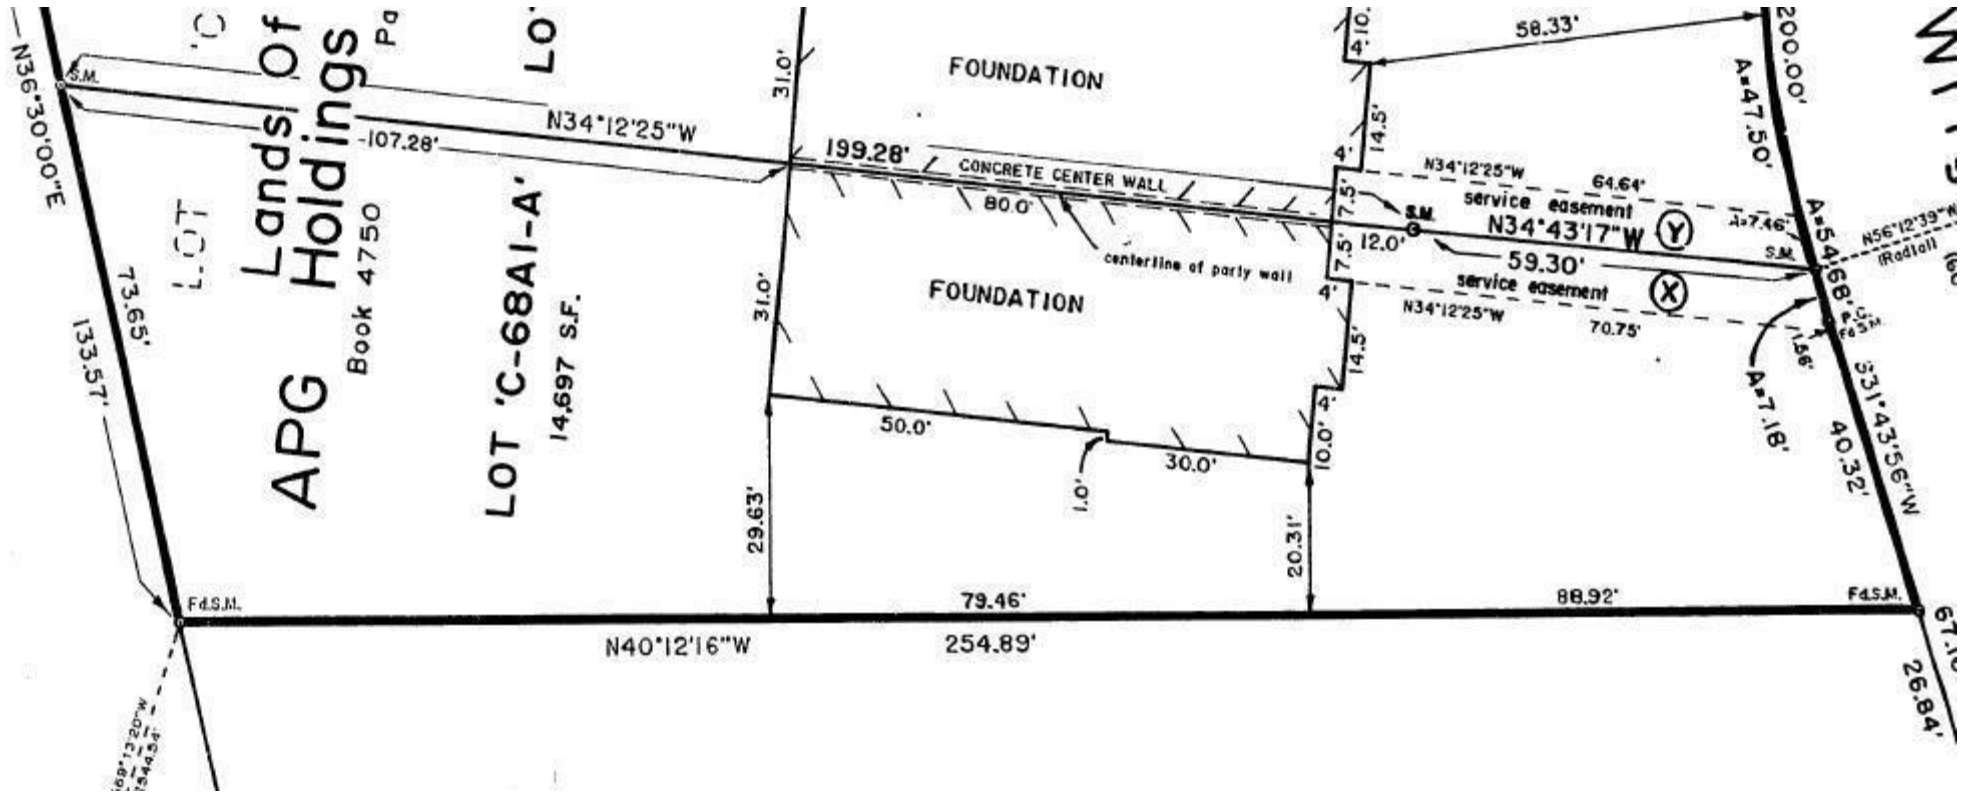 N36°30'00"E
'C
Lands Of
Holdings
Pa
LOT
S.M.
N34°12'25"W
107.28'
31.0'
199.28'
FOUNDATION
CONCRETE CENTER WALL
80.0'
centerline of party wall
10.
4'
14.5'
4'
7.5'
58.33'
200.00'
A=47.50'
N34°12'25"W
64.64'
service easement
N34°43'17"W
Y
A=7.46'
S.M.
12.0'
S.M.
59.30'
service easement
X
N34°12'25"W
70.75'
A=54.68'
N56°12'39"W
(Radial)
7.5'
4'
14.5'
4'
10.0'
1.56'
Fd.S.M.
A=7.18'
S31°43'56"W
40.32'
LOT
APG
Book 4750
LOT 'C-68A1-A'
14,697 S.F.
73.65'
133.57'
31.0'
FOUNDATION
50.0'
1.0'
30.0'
29.63'
20.31'
Fd.S.M.
79.46'
88.92'
Fd.S.M.
N40°12'16"W
254.89'
26.84'